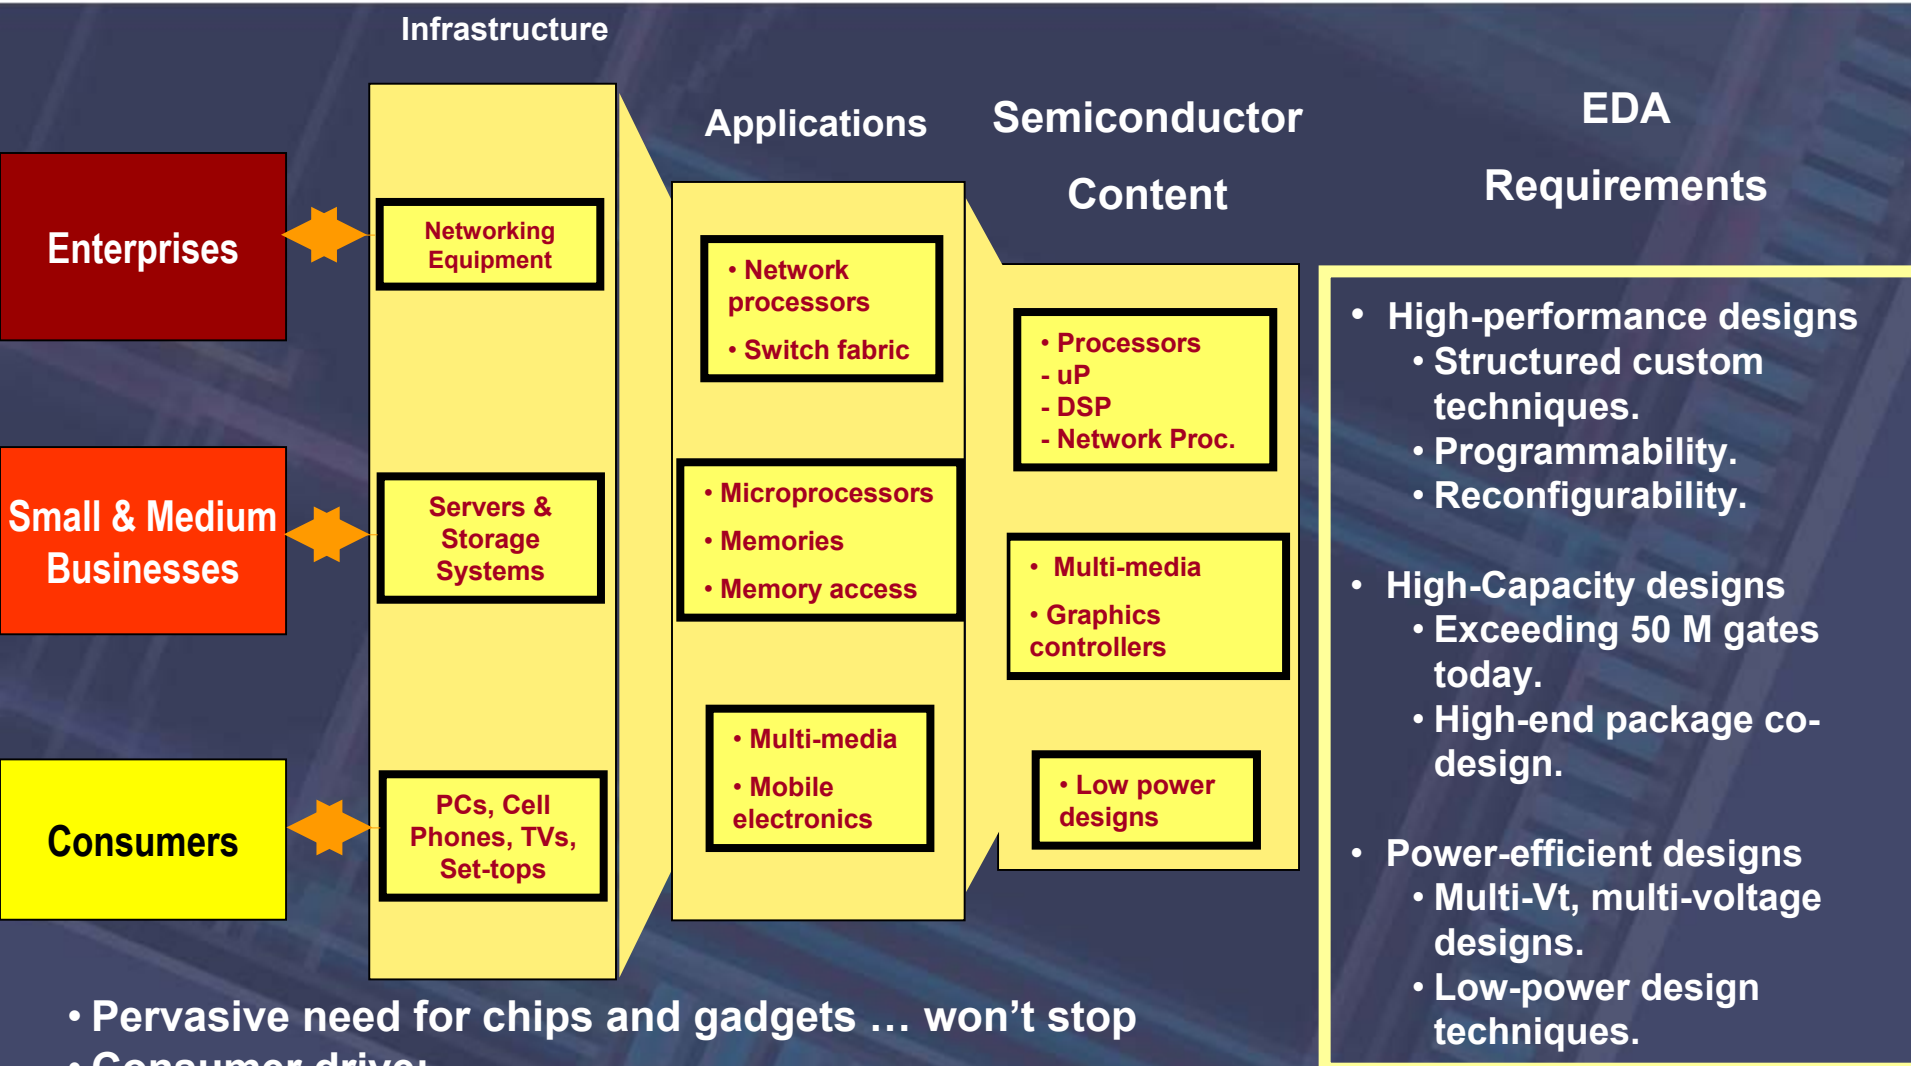 Infrastructure
Applications
Semiconductor
Content
EDA
Requirements
Enterprises
Small & Medium
Businesses
Consumers
Networking
Equipment
Servers &
Storage
Systems
PCs, Cell
Phones, TVs,
Set-tops
• Network
processors
• Switch fabric
• Microprocessors
• Memories
• Memory access
• Multi-media
• Mobile
electronics
• Processors
- uP
- DSP
- Network Proc.
• Multi-media
• Graphics
controllers
• Low power
designs
• High-performance designs
• Structured custom
techniques.
• Programmability.
• Reconfigurability.
• High-Capacity designs
• Exceeding 50 M gates
today.
• High-end package co-
design.
• Power-efficient designs
• Multi-Vt, multi-voltage
designs.
• Low-power design
techniques.
• Pervasive need for chips and gadgets … won’t stop
• Consumer drive: